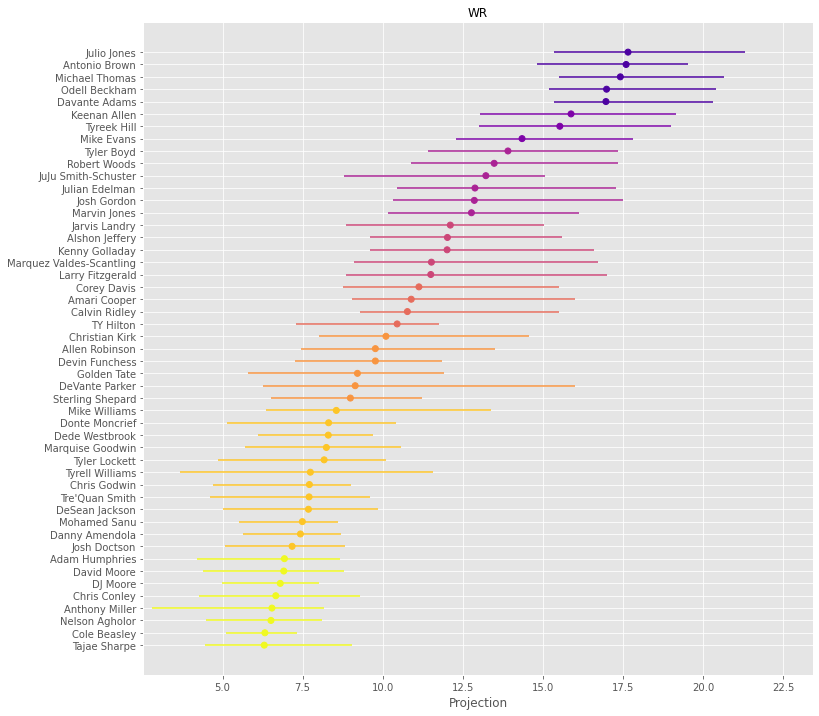 WR
Julio Jones
Antonio Brown
Michael Thomas
Odell Beckham
Davante Adams
Keenan Allen
Tyreek Hill
Mike Evans
Tyler Boyd
Robert Woods
JuJu Smith-Schuster
Julian Edelman
Josh Gordon
Marvin Jones
Jarvis Landry
Alshon Jeffery
Kenny Golladay
Marquez Valdes-Scantling
Larry Fitzgerald
Corey Davis
Amari Cooper
Calvin Ridley
TY Hilton
Christian Kirk
Allen Robinson
Devin Funchess
Golden Tate
DeVante Parker
Sterling Shepard
Mike Williams
Donte Moncrief
Dede Westbrook
Marquise Goodwin
Tyler Lockett
Tyrell Williams
Chris Godwin
Tre'Quan Smith
DeSean Jackson
Mohamed Sanu
Danny Amendola
Josh Doctson
Adam Humphries
David Moore
DJ Moore
Chris Conley
Anthony Miller
Nelson Agholor
Cole Beasley
Tajae Sharpe
2.5 5.0 7.5 10.0 12.5 15.0 17.5 20.0 22.5
Projection